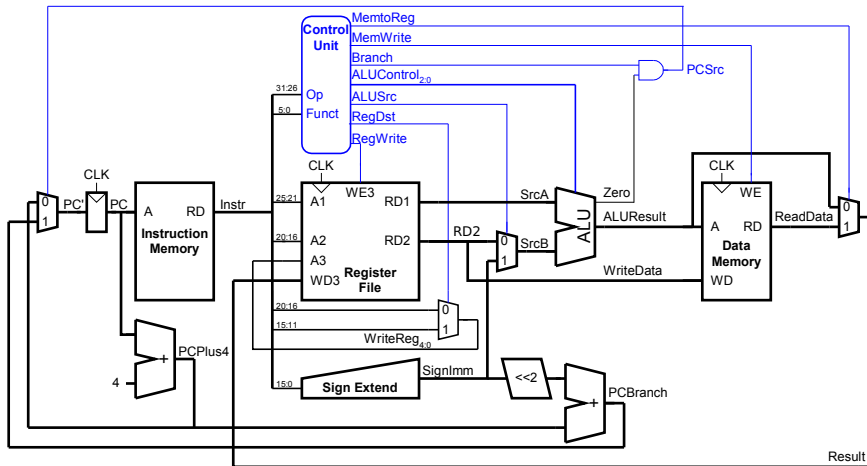 MemtoReg
Control
Unit
MemWrite
Branch
PCSrc
ALUControl2:0
31:26 Op
ALUSrc
5:0 Funct
RegDst
RegWrite
CLK
CLK
CLK
0
1
PC'
PC
A RD
Instruction
Memory
Instr
25:21 A1
WE3
RD1
SrcA
Zero
WE
20:16 A2
RD2
RD2
0
1
SrcB
ALU
ALUResult
A RD
ReadData
0
1
A3
Register
File
WD3
Data
Memory
WriteData
WD
20:16 0
15:11 1
WriteReg4:0
PCPlus4
+
4
SignImm
15:0 Sign Extend
<<2
+
PCBranch
Result